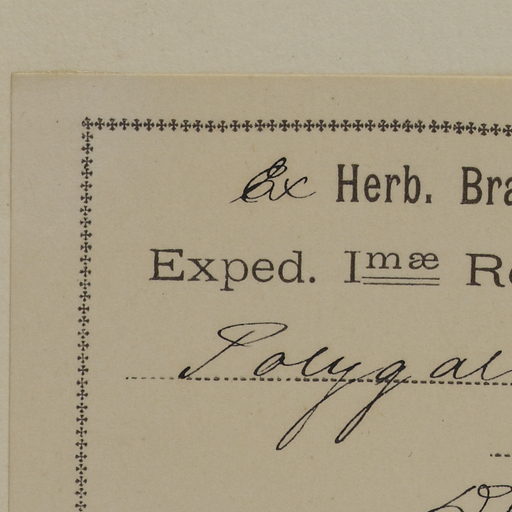 Ex Herb. Bra
Exped. Imæ Re
Polygal